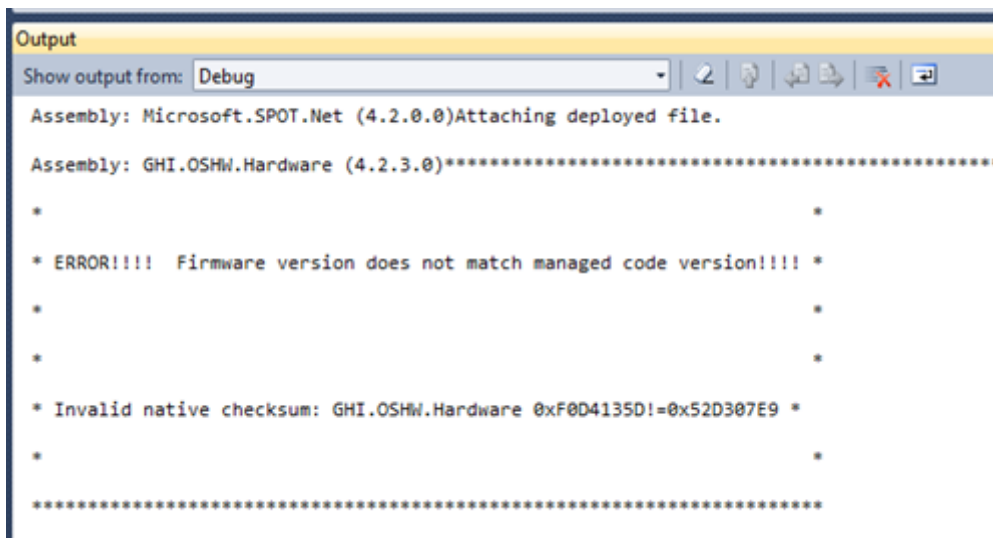 Output
Show output from: Debug
Assembly: Microsoft.SPOT.Net (4.2.0.0)Attaching deployed file.
Assembly: GHI.OSHW.Hardware (4.2.3.0)*************************************************
* *
* ERROR!!!! Firmware version does not match managed code version!!!! *
* *
* *
* Invalid native checksum: GHI.OSHW.Hardware 0xF0D4135D!=0x52D307E9 *
* *
***********************************************************************